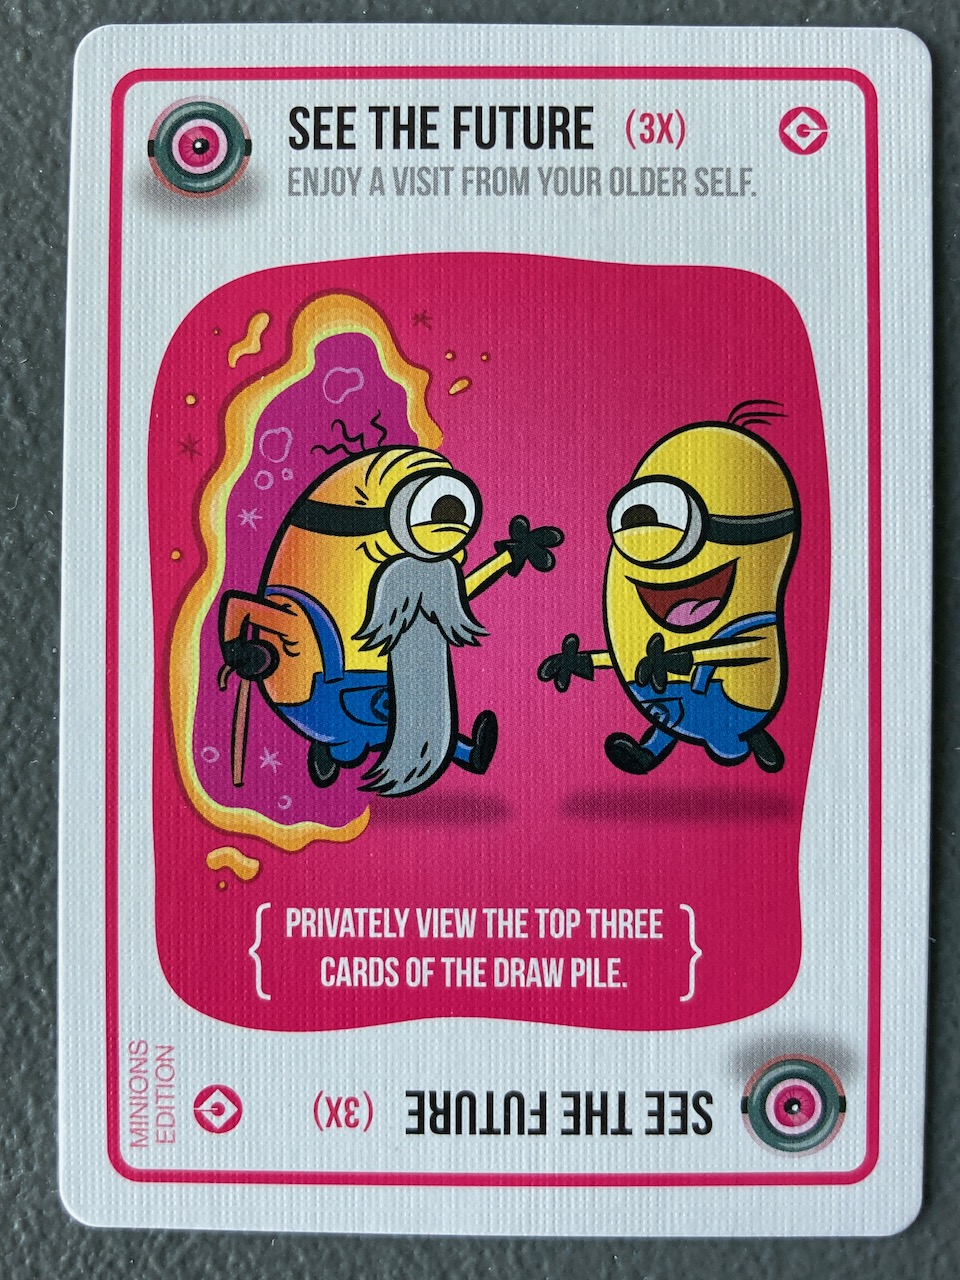 SEE THE FUTURE (3X)
ENJOY A VISIT FROM YOUR OLDER SELF.
{ PRIVATELY VIEW THE TOP THREE
CARDS OF THE DRAW PILE. }
MINIONS
EDITION
SEE THE FUTURE (3X)